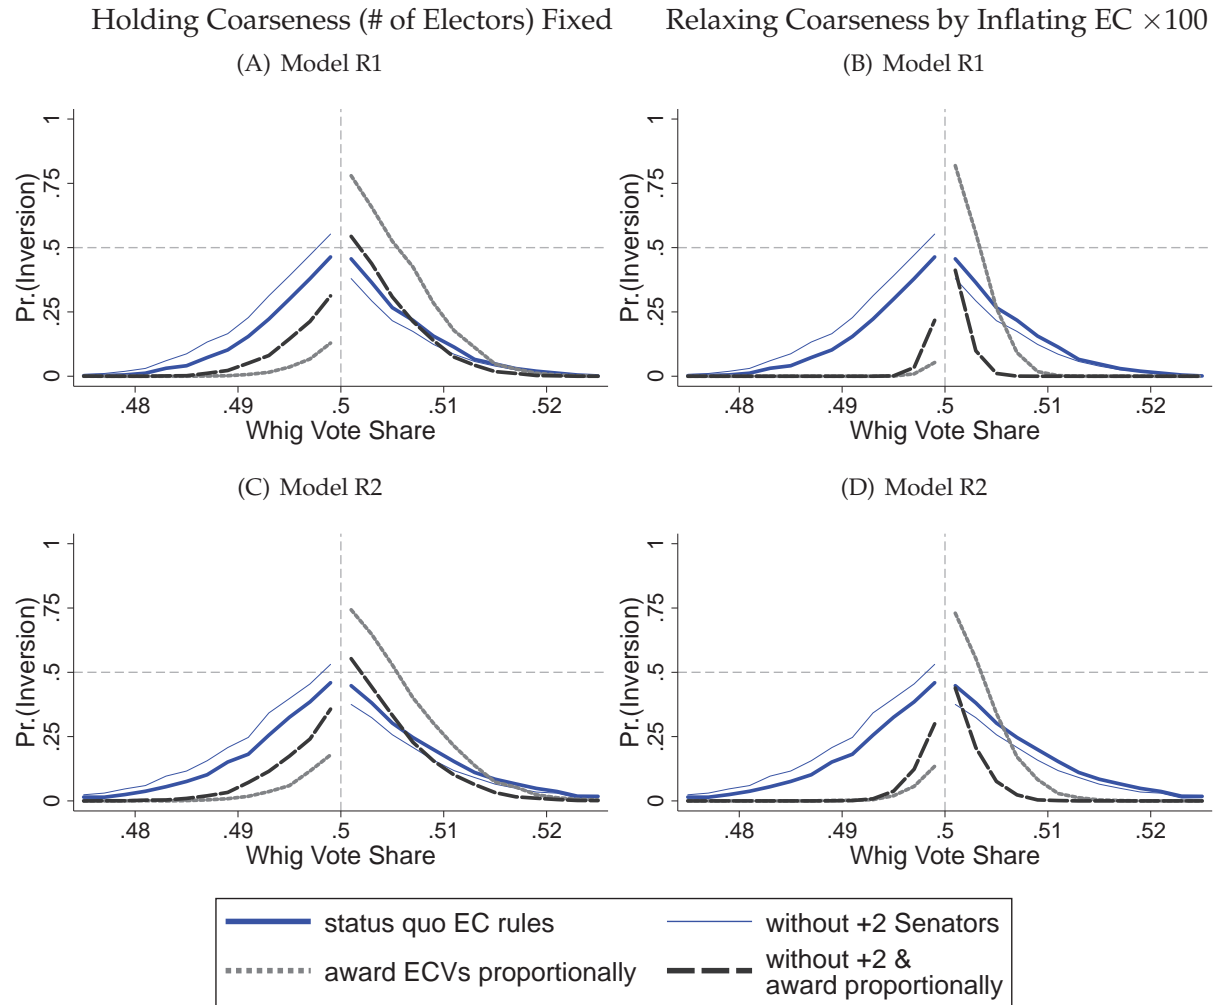 Holding Coarseness (# of Electors) Fixed
Relaxing Coarseness by Inflating EC ×100
(A) Model R1
(B) Model R1
Pr.(Inversion)
1
.75
.5
.25
0
.48 .49 .5 .51 .52
Whig Vote Share
Pr.(Inversion)
1
.75
.5
.25
0
.48 .49 .5 .51 .52
Whig Vote Share
(C) Model R2
(D) Model R2
Pr.(Inversion)
1
.75
.5
.25
0
.48 .49 .5 .51 .52
Whig Vote Share
Pr.(Inversion)
1
.75
.5
.25
0
.48 .49 .5 .51 .52
Whig Vote Share
status quo EC rules
without +2 Senators
award ECVs proportionally
without +2 &
award proportionally